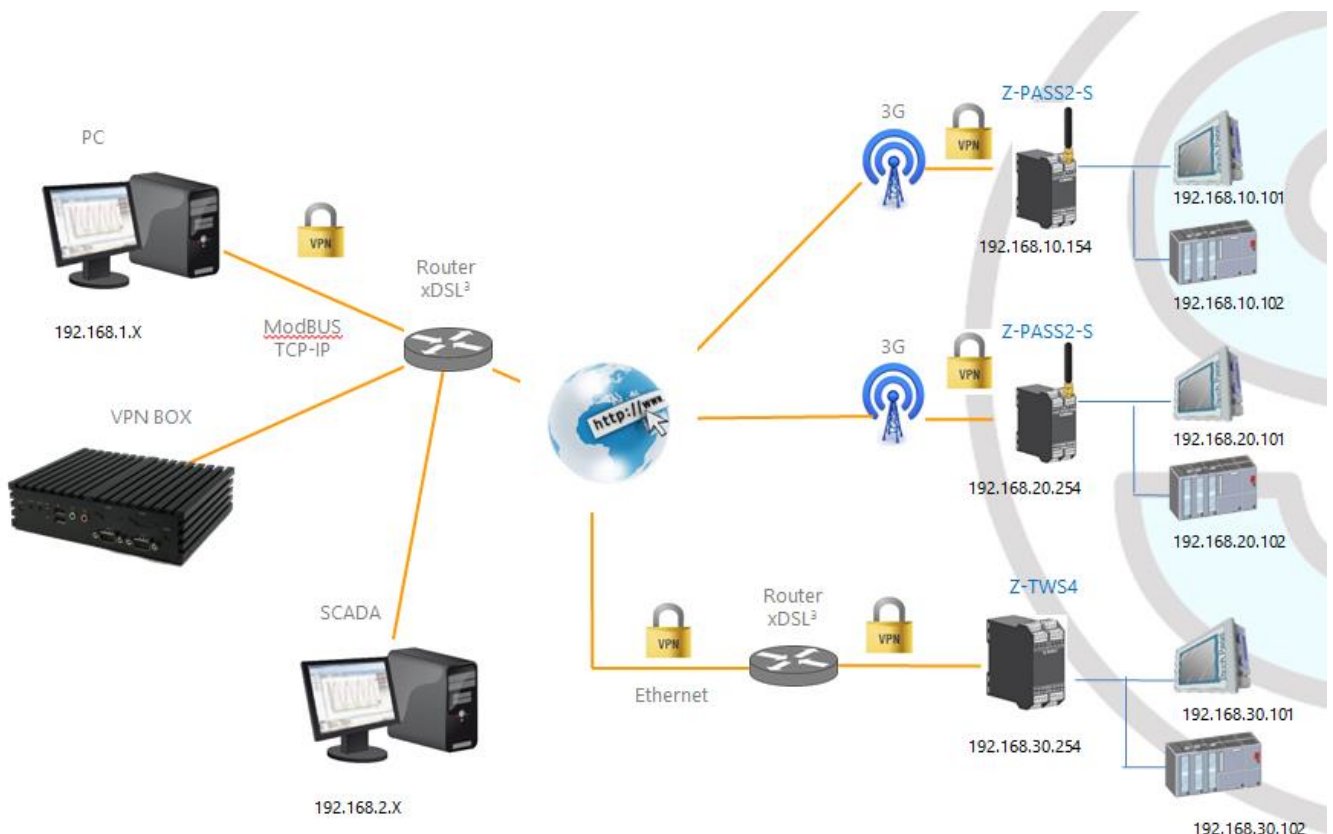 PC
VPN
192.168.1.X
ModBUS
TCP-IP
Router
xDSL³
VPN BOX
SCADA
192.168.2.X
http://www.
3G
VPN
Z-PASS2-S
192.168.10.154
192.168.10.101
192.168.10.102
3G
VPN
Z-PASS2-S
192.168.20.254
192.168.20.101
192.168.20.102
VPN
Ethernet
Router
xDSL³
VPN
Z-TWS4
192.168.30.254
192.168.30.101
192.168.30.102